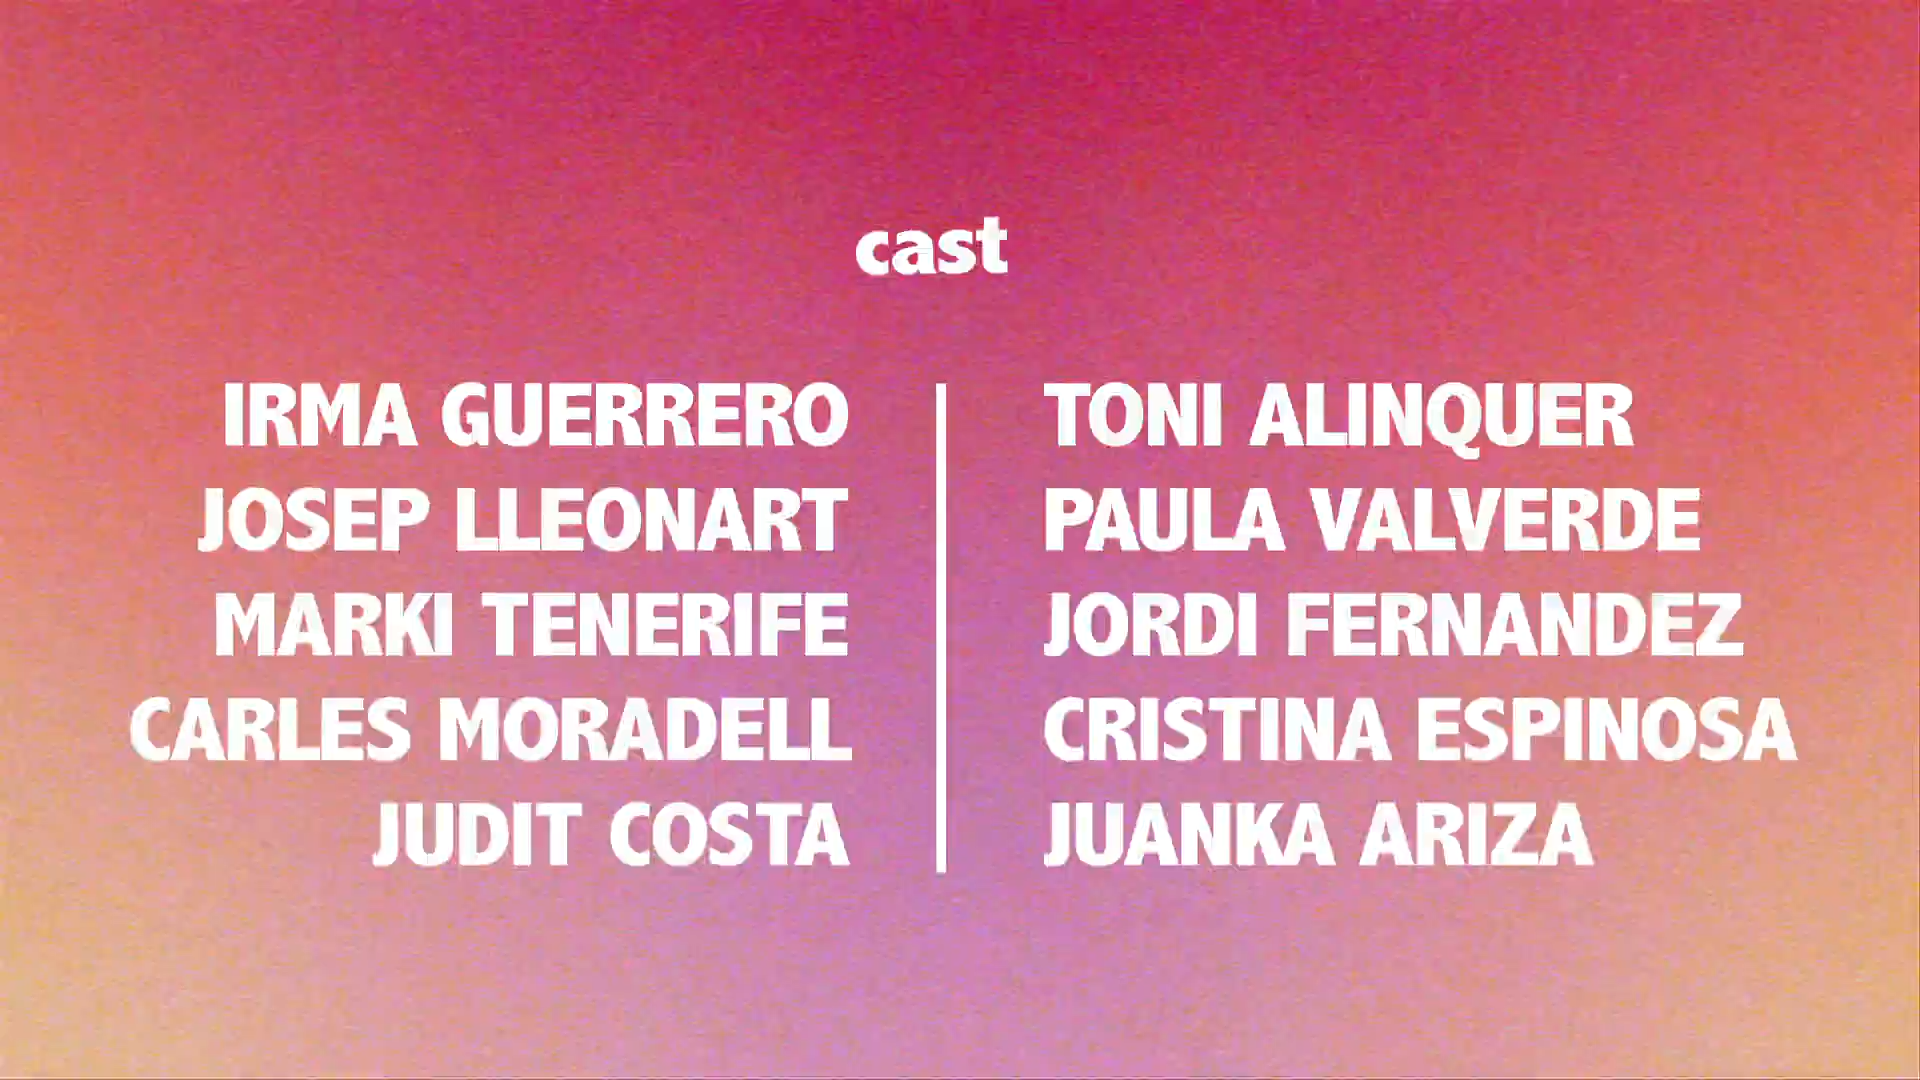 cast
IRMA GUERRERO
JOSEP LLEONART
MARKI TENERIFE
CARLES MORADELL
JUDIT COSTA
TONI ALINQUER
PAULA VALVERDE
JORDI FERNANDEZ
CRISTINA ESPINOSA
JUANKA ARIZA